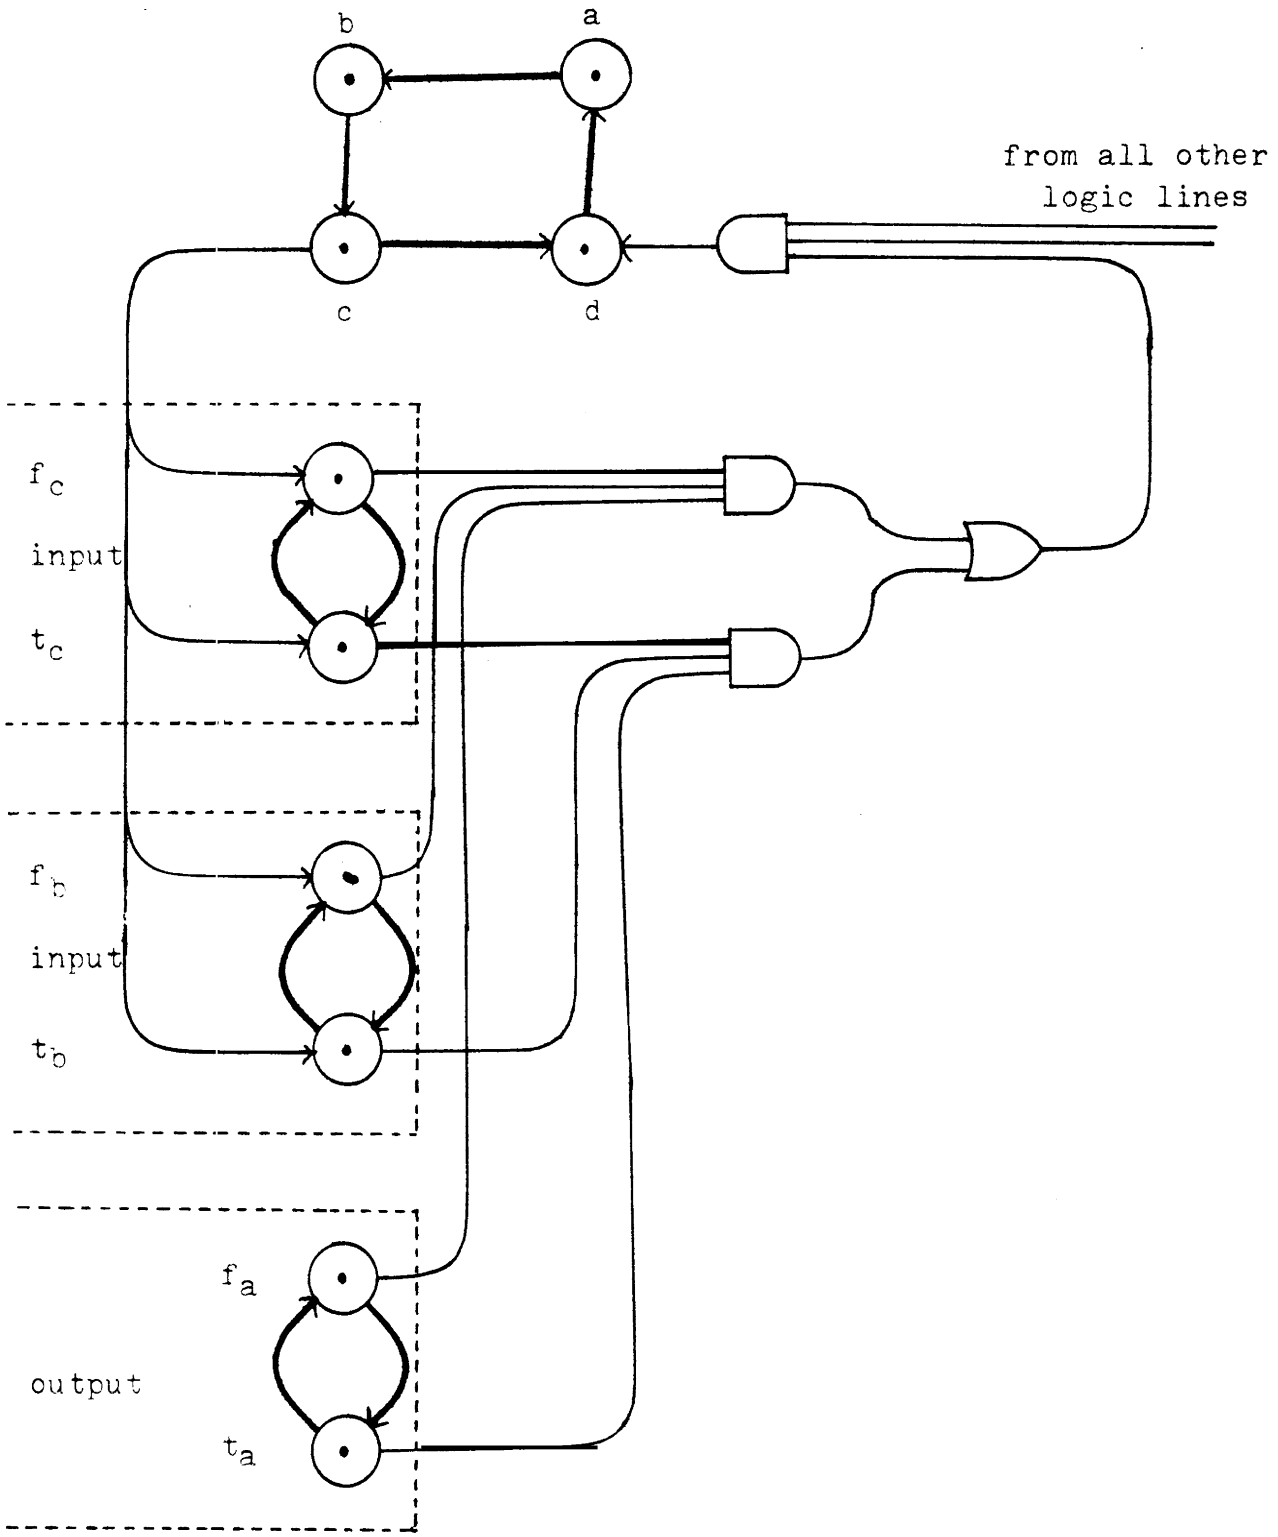 b
a
from all other
logic lines
c
d
f_c
input
t_c
f_b
input
t_b
f_a
output
t_a